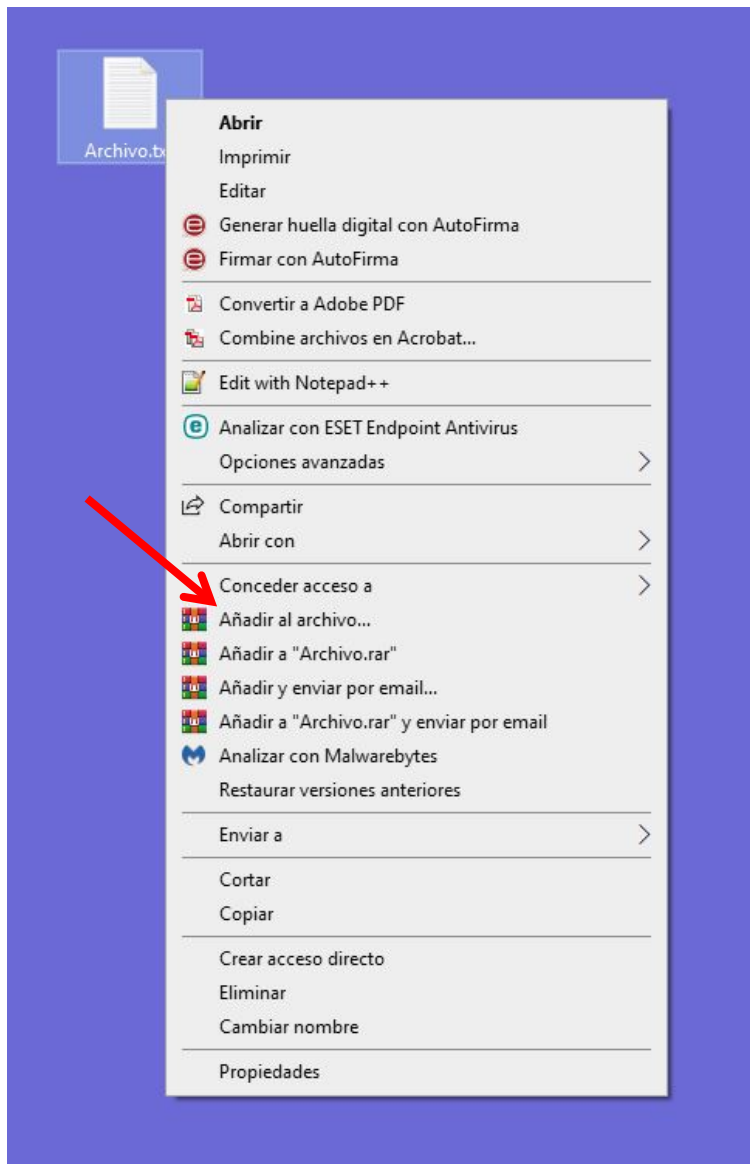 Archivo.tx
Abrir
Imprimir
Editar
Generar huella digital con AutoFirma
Firmar con AutoFirma
Convertir a Adobe PDF
Combine archivos en Acrobat...
Edit with Notepad++
Analizar con ESET Endpoint Antivirus
Opciones avanzadas
Compartir
Abrir con
Conceder acceso a
Añadir al archivo...
Añadir a "Archivo.rar"
Añadir y enviar por email...
Añadir a "Archivo.rar" y enviar por email
Analizar con Malwarebytes
Restaurar versiones anteriores
Enviar a
Cortar
Copiar
Crear acceso directo
Eliminar
Cambiar nombre
Propiedades